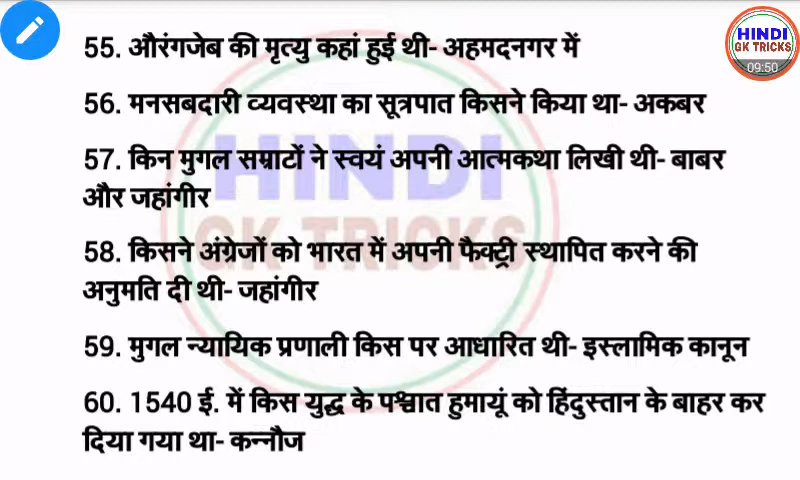 HINDI
GK TRICKS
09:50
55. औरंगजेब की मृत्यु कहां हुई थी- अहमदनगर में
56. मनसबदारी व्यवस्था का सूत्रपात किसने किया था- अकबर
57. किन मुगल सम्राटों ने स्वयं अपनी आत्मकथा लिखी थी- बाबर
और जहांगीर
58. किसने अंग्रेजों को भारत में अपनी फैक्ट्री स्थापित करने की
अनुमति दी थी- जहांगीर
59. मुगल न्यायिक प्रणाली किस पर आधारित थी- इस्लामिक कानून
60. 1540 ई. में किस युद्ध के पश्चात हुमायूं को हिंदुस्तान के बाहर कर
दिया गया था- कन्नौज
HINDI
GK TRICKS